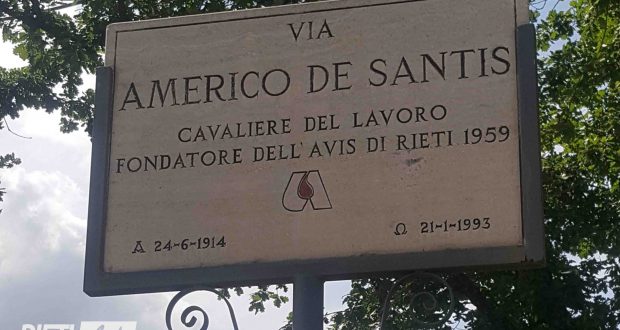 VIA
AMERICO DE SANTIS
CAVALIERE DEL LAVORO
FONDATORE DELL'AVIS DI RIETI 1959
A 24-6-1914
Ω 21-1-1993
RIETI